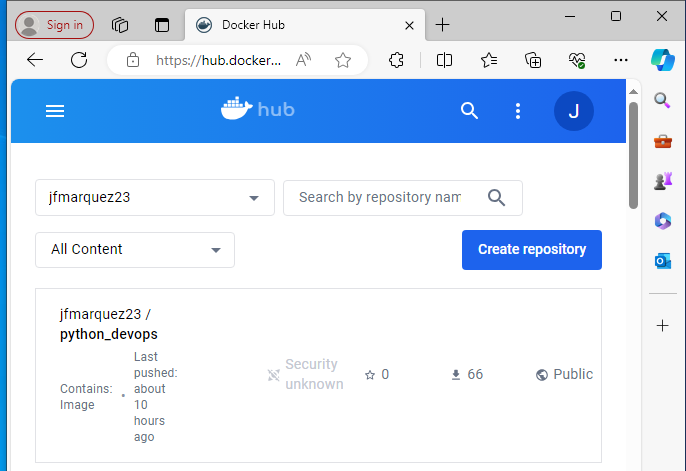 Sign in
Docker Hub
https://hub.docker...
hub
J
jfmarquez23
Search by repository nam
All Content
Create repository
jfmarquez23 /
python_devops
Contains:
Image
Last
pushed:
about
10
hours
ago
Security
unknown
0
66
Public